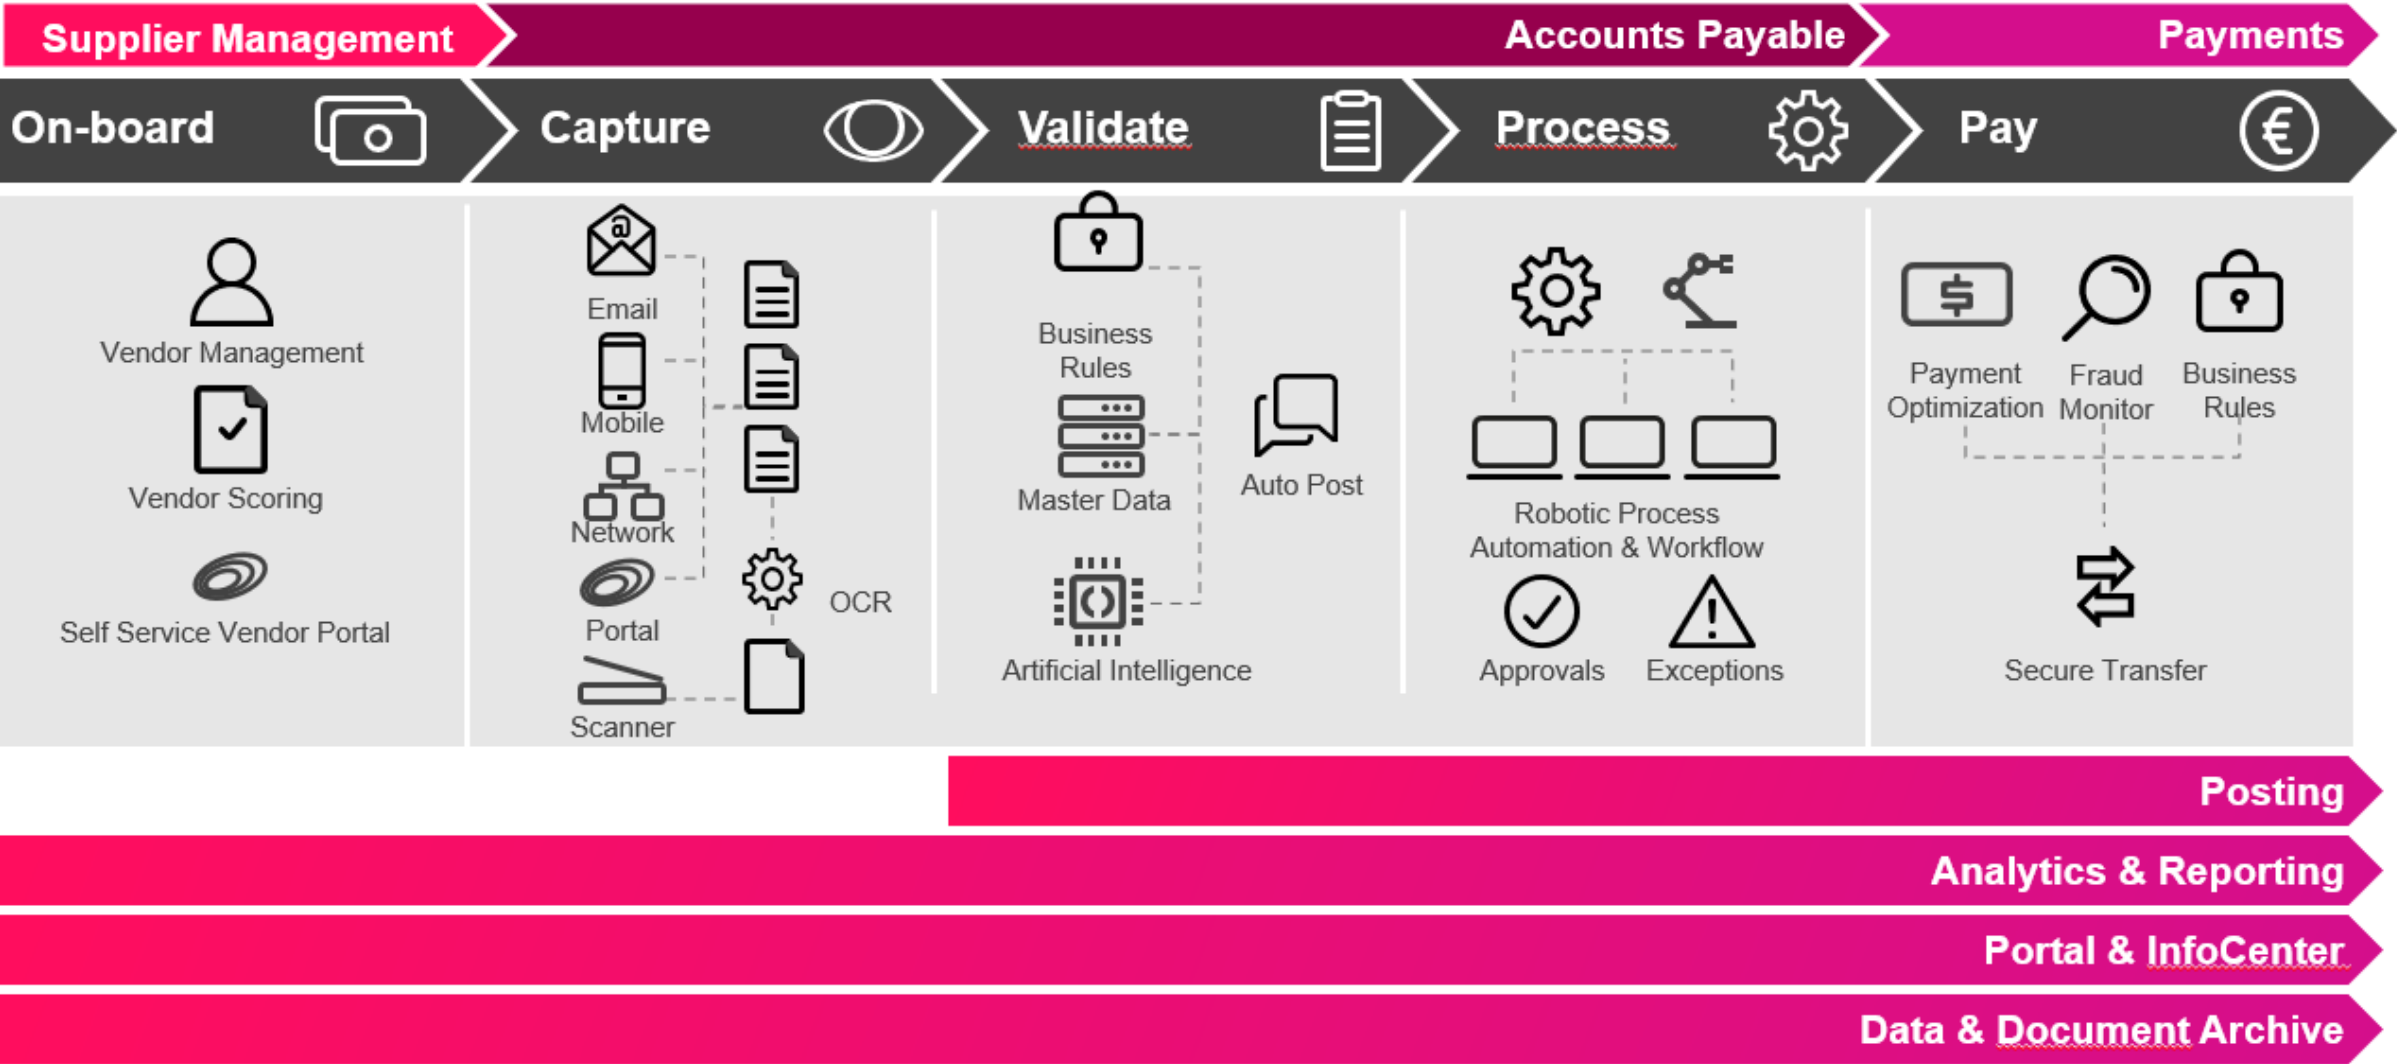 Supplier Management
Accounts Payable
Payments
On-board
Capture
Validate
Process
Pay
€
Vendor Management
Vendor Scoring
Self Service Vendor Portal
@
Email
Mobile
Network
Portal
Scanner
OCR
Business
Rules
Master Data
Artificial Intelligence
Auto Post
Robotic Process
Automation & Workflow
Approvals
!
Exceptions
$
Payment
Optimization
Fraud
Monitor
Business
Rules
Secure Transfer
Posting
Analytics & Reporting
Portal & InfoCenter
Data & Document Archive